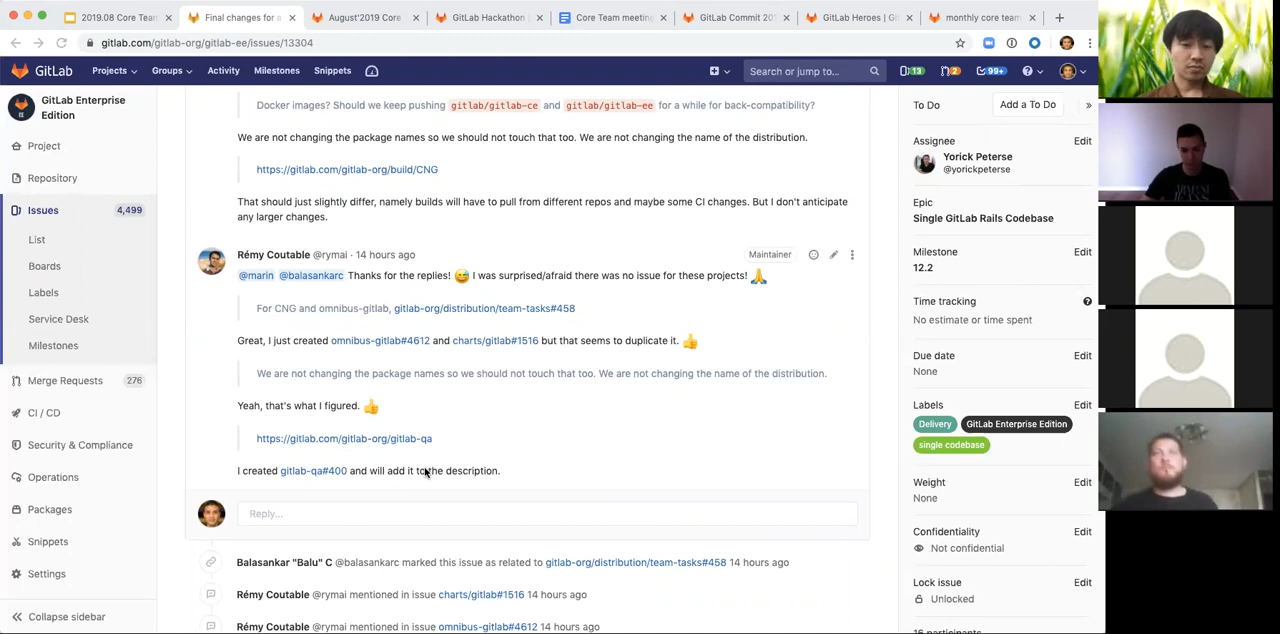 2019.08 Core Team
Final changes for a
August'2019 Core
GitLab Hackathon
Core Team meetin
GitLab Commit 201
GitLab Heroes | Gi
monthly core team
gitlab.com/gitlab-org/gitlab-ee/issues/13304
GitLab
Projects
Groups
Activity
Milestones
Snippets
Search or jump to...
13
2
99+
GitLab Enterprise
Edition
Project
Repository
Issues 4,499
List
Boards
Labels
Service Desk
Milestones
Merge Requests 276
CI / CD
Security & Compliance
Operations
Packages
Snippets
Settings
Collapse sidebar
Docker images? Should we keep pushing gitlab/gitlab-ce and gitlab/gitlab-ee for a while for back-compatibility?
We are not changing the package names so we should not touch that too. We are not changing the name of the distribution.
https://gitlab.com/gitlab-org/build/CNG
That should just slightly differ, namely builds will have to pull from different repos and maybe some CI changes. But I don't anticipate
any larger changes.
Rémy Coutable @rymai · 14 hours ago
Maintainer
@marin @balasankarc Thanks for the replies! 😅 I was surprised/afraid there was no issue for these projects! 🙏
For CNG and omnibus-gitlab, gitlab-org/distribution/team-tasks#458
Great, I just created omnibus-gitlab#4612 and charts/gitlab#1516 but that seems to duplicate it. 👍
We are not changing the package names so we should not touch that too. We are not changing the name of the distribution.
Yeah, that's what I figured. 👍
https://gitlab.com/gitlab-org/gitlab-qa
I created gitlab-qa#400 and will add it to the description.
Reply...
Balasankar "Balu" C @balasankarc marked this issue as related to gitlab-org/distribution/team-tasks#458 14 hours ago
Rémy Coutable @rymai mentioned in issue charts/gitlab#1516 14 hours ago
Rémy Coutable @rymai mentioned in issue omnibus-gitlab#4612 14 hours ago
To Do
Add a To Do
Assignee Edit
Yorick Peterse
@yorickpeterse
Epic
Single GitLab Rails Codebase
Milestone Edit
12.2
Time tracking
No estimate or time spent
Due date Edit
None
Labels Edit
Delivery
GitLab Enterprise Edition
single codebase
Weight Edit
None
Confidentiality Edit
Not confidential
Lock issue Edit
Unlocked
16 participants